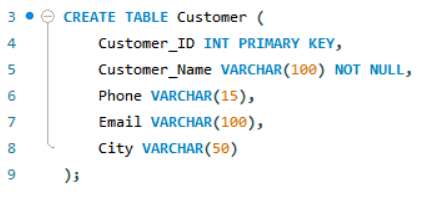 3 CREATE TABLE Customer (
4 Customer_ID INT PRIMARY KEY,
5 Customer_Name VARCHAR(100) NOT NULL,
6 Phone VARCHAR(15),
7 Email VARCHAR(100),
8 City VARCHAR(50)
9 );